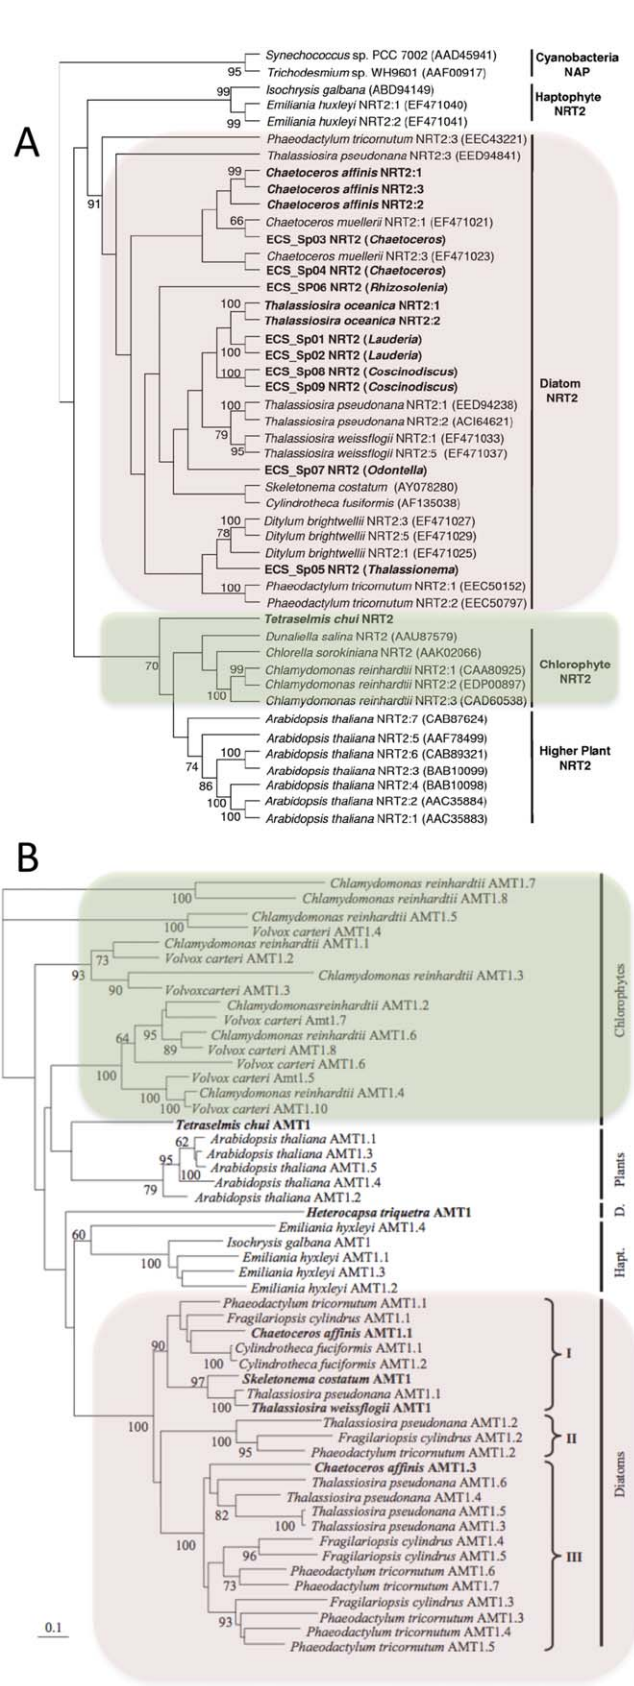 A
Synechococcus sp. PCC 7002 (AAD45941)
Trichodesmium sp. WH9601 (AAF00917)
95
Cyanobacteria
NAP
Isochrysis galbana (ABD94149)
99
Emiliania huxleyi NRT2:1 (EF471040)
Emiliania huxleyi NRT2:2 (EF471041)
99
Haptophyte
NRT2
Phaeodactylum tricornutum NRT2:3 (EEC43221)
Thalassiosira pseudonana NRT2:3 (EED94841)
91
99
Chaetoceros affinis NRT2:1
Chaetoceros affinis NRT2:3
Chaetoceros affinis NRT2:2
66
Chaetoceros muellerii NRT2:1 (EF471021)
ECS_Sp03 NRT2 (Chaetoceros)
Chaetoceros muellerii NRT2:3 (EF471023)
ECS_Sp04 NRT2 (Chaetoceros)
ECS_SP06 NRT2 (Rhizosolenia)
100
Thalassiosira oceanica NRT2:1
Thalassiosira oceanica NRT2:2
ECS_Sp01 NRT2 (Lauderia)
100
ECS_Sp02 NRT2 (Lauderia)
100
ECS_Sp08 NRT2 (Coscinodiscus)
ECS_Sp09 NRT2 (Coscinodiscus)
Diatom
NRT2
100
Thalassiosira pseudonana NRT2:1 (EED94238)
Thalassiosira pseudonana NRT2:2 (ACI64621)
79
Thalassiosira weissflogii NRT2:1 (EF471033)
95
Thalassiosira weissflogii NRT2:5 (EF471037)
ECS_Sp07 NRT2 (Odontella)
Skeletonema costatum (AY078280)
Cylindrotheca fusiformis (AF135038)
100
Ditylum brightwellii NRT2:3 (EF471027)
78
Ditylum brightwellii NRT2:5 (EF471029)
Ditylum brightwellii NRT2:1 (EF471025)
ECS_Sp05 NRT2 (Thalassionema)
100
Phaeodactylum tricornutum NRT2:1 (EEC50152)
Phaeodactylum tricornutum NRT2:2 (EEC50797)
Tetraselmis chui NRT2
Dunaliella salina NRT2 (AAU87579)
Chlorella sorokiniana NRT2 (AAK02066)
70
99
Chlamydomonas reinhardtii NRT2:1 (CAA80925)
Chlamydomonas reinhardtii NRT2:2 (EDP00897)
100
Chlamydomonas reinhardtii NRT2:3 (CAD60538)
Chlorophyte
NRT2
Arabidopsis thaliana NRT2:7 (CAB87624)
Arabidopsis thaliana NRT2:5 (AAF78499)
100
Arabidopsis thaliana NRT2:6 (CAB89321)
74
Arabidopsis thaliana NRT2:3 (BAB10099)
86
Arabidopsis thaliana NRT2:4 (BAB10098)
100
Arabidopsis thaliana NRT2:2 (AAC35884)
100
Arabidopsis thaliana NRT2:1 (AAC35883)
Higher Plant
NRT2
B
Chlamydomonas reinhardtii AMT1.7
100
Chlamydomonas reinhardtii AMT1.8
Chlamydomonas reinhardtii AMT1.5
100
Volvox carteri AMT1.4
Chlamydomonas reinhardtii AMT1.1
73
Volvox carteri AMT1.2
93
Chlamydomonas reinhardtii AMT1.3
90
Volvoxcarteri AMT1.3
Chlamydomonasreinhardtii AMT1.2
Volvox carteri Amt1.7
64
95
Chlamydomonas reinhardtii AMT1.6
89
Volvox carteri AMT1.8
Volvox carteri AMT1.6
100
Volvox carteri Amt1.5
100
Chlamydomonas reinhardtii AMT1.4
100
Volvox carteri AMT1.10
Chlorophytes
Tetraselmis chui AMT1
62
Arabidopsis thaliana AMT1.1
Arabidopsis thaliana AMT1.3
95
Arabidopsis thaliana AMT1.5
100
Arabidopsis thaliana AMT1.4
79
Arabidopsis thaliana AMT1.2
Plants
Heterocapsa triquetra AMT1
D.
Emiliania hyxleyi AMT1.4
60
Isochrysis galbana AMT1
100
Emiliania hyxleyi AMT1.1
Emiliania hyxleyi AMT1.3
Emiliania hyxleyi AMT1.2
Hapt.
Phaeodactylum tricornutum AMT1.1
Fragilariopsis cylindrus AMT1.1
Chaetoceros affinis AMT1.1
90
Cylindrotheca fuciformis AMT1.1
100
Cylindrotheca fuciformis AMT1.2
97
Skeletonema costatum AMT1
Thalassiosira pseudonana AMT1.1
100
Thalassiosira weissflogii AMT1
I
Thalassiosira pseudonana AMT1.2
100
Fragilariopsis cylindrus AMT1.2
95
Phaeodactylum tricornutum AMT1.2
II
100
Chaetoceros affinis AMT1.3
Thalassiosira pseudonana AMT1.6
Thalassiosira pseudonana AMT1.4
82
Thalassiosira pseudonana AMT1.5
100
Thalassiosira pseudonana AMT1.3
100
Fragilariopsis cylindrus AMT1.4
96
Fragilariopsis cylindrus AMT1.5
Phaeodactylum tricornutum AMT1.6
73
Phaeodactylum tricornutum AMT1.7
Fragilariopsis cylindrus AMT1.3
93
Phaeodactylum tricornutum AMT1.3
Phaeodactylum tricornutum AMT1.4
Phaeodactylum tricornutum AMT1.5
III
Diatoms
0.1